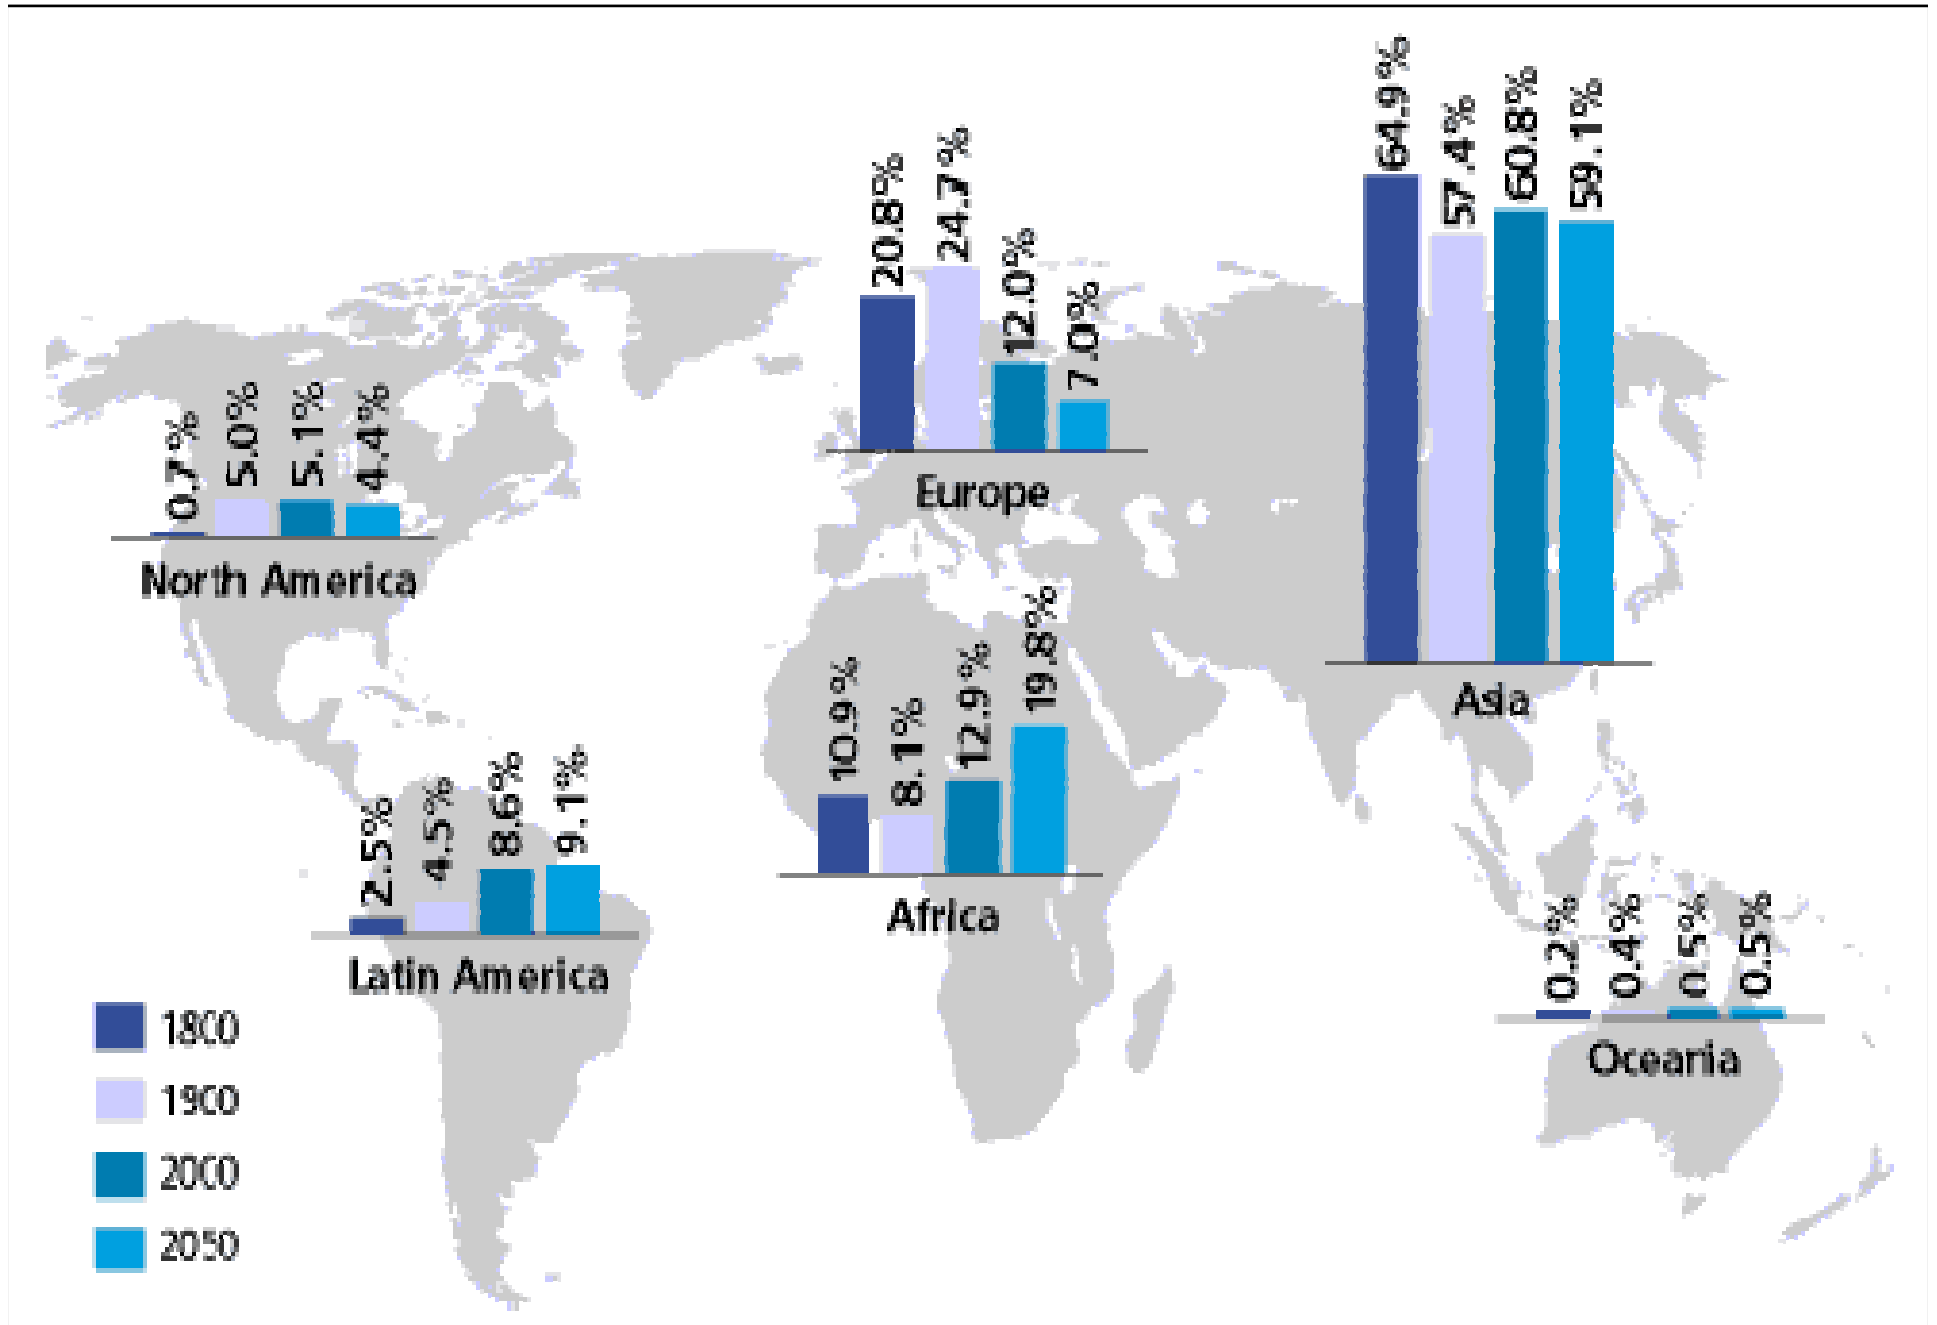 64.9% 57.4% 60.8% 59.1%
Asia
20.8% 24.7% 12.0% 7.0%
Europe
0.7% 5.0% 5.1% 4.4%
North America
10.9% 8.1% 12.9% 19.8%
Africa
2.5% 4.5% 8.6% 9.1%
Latin America
0.2% 0.4% 0.5% 0.5%
Oceania
1800
1900
2000
2050